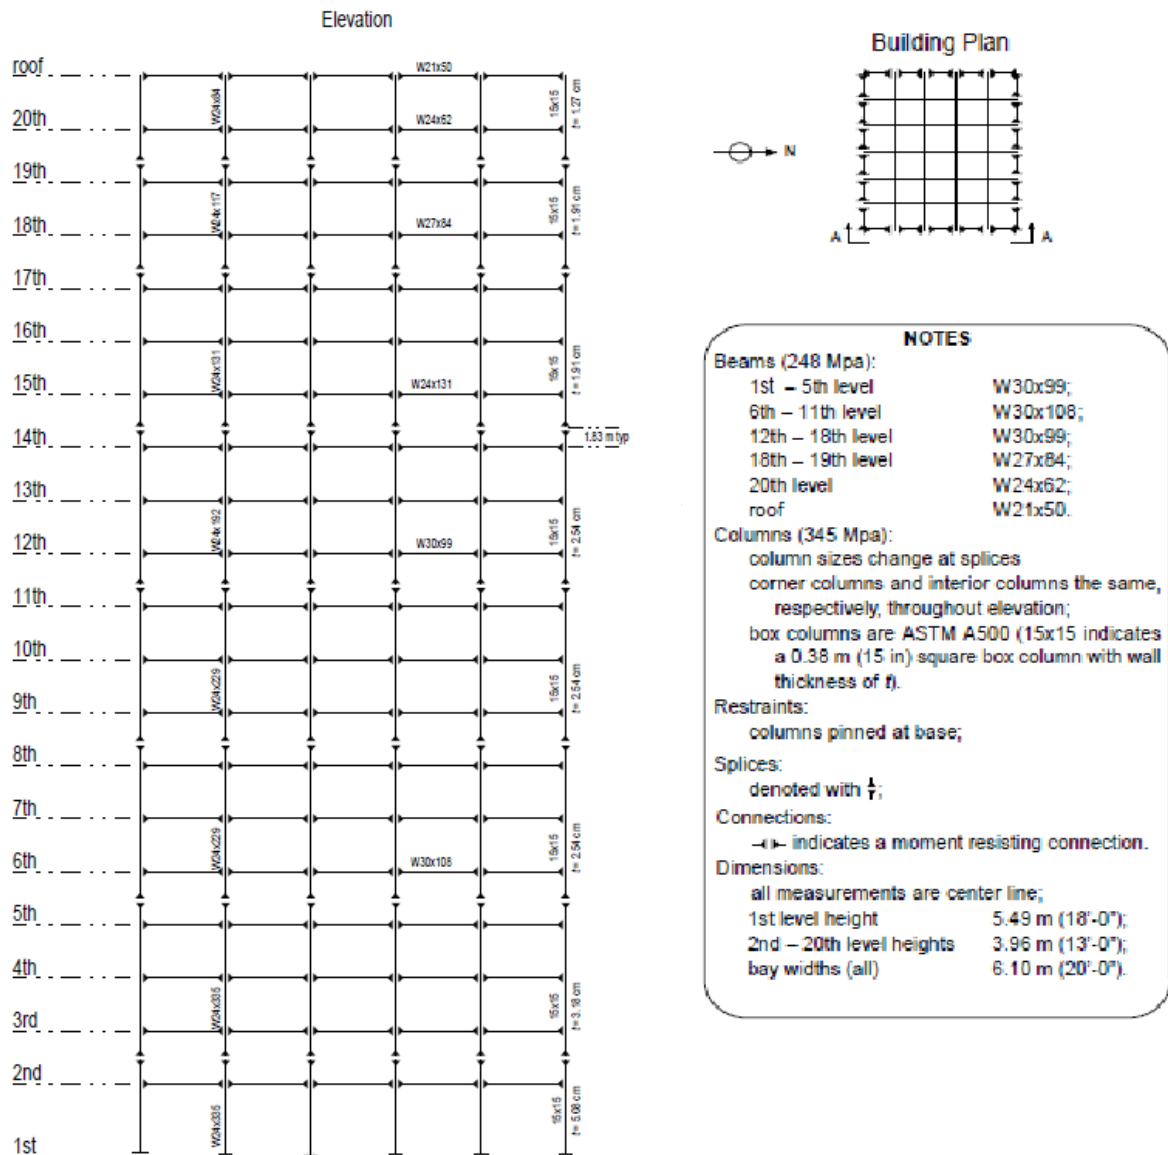 Elevation
roof
20th
19th
18th
17th
16th
15th
14th
13th
12th
11th
10th
9th
8th
7th
6th
5th
4th
3rd
2nd
1st
W21x50
W24x62
W27x84
W24x131
W30x99
W30x108
W24x84
W24x117
W24x131
W24x192
W24x229
W24x229
W24x335
W24x335
15x15
t= 1.27 cm
15x15
t= 1.91 cm
15x15
t= 1.91 cm
1.83 m typ
15x15
t= 2.54 cm
15x15
t= 2.54 cm
15x15
t= 2.54 cm
15x15
t= 3.18 cm
15x15
t= 5.08 cm
Building Plan
N
A
A
NOTES
Beams (248 Mpa):
1st – 5th level W30x99;
6th – 11th level W30x108;
12th – 18th level W30x99;
18th – 19th level W27x84;
20th level W24x62;
roof W21x50.
Columns (345 Mpa):
column sizes change at splices
corner columns and interior columns the same,
respectively, throughout elevation;
box columns are ASTM A500 (15x15 indicates
a 0.38 m (15 in) square box column with wall
thickness of t).
Restraints:
columns pinned at base;
Splices:
denoted with ;
Connections:
indicates a moment resisting connection.
Dimensions:
all measurements are center line;
1st level height 5.49 m (18'-0");
2nd – 20th level heights 3.96 m (13'-0");
bay widths (all) 6.10 m (20'-0").